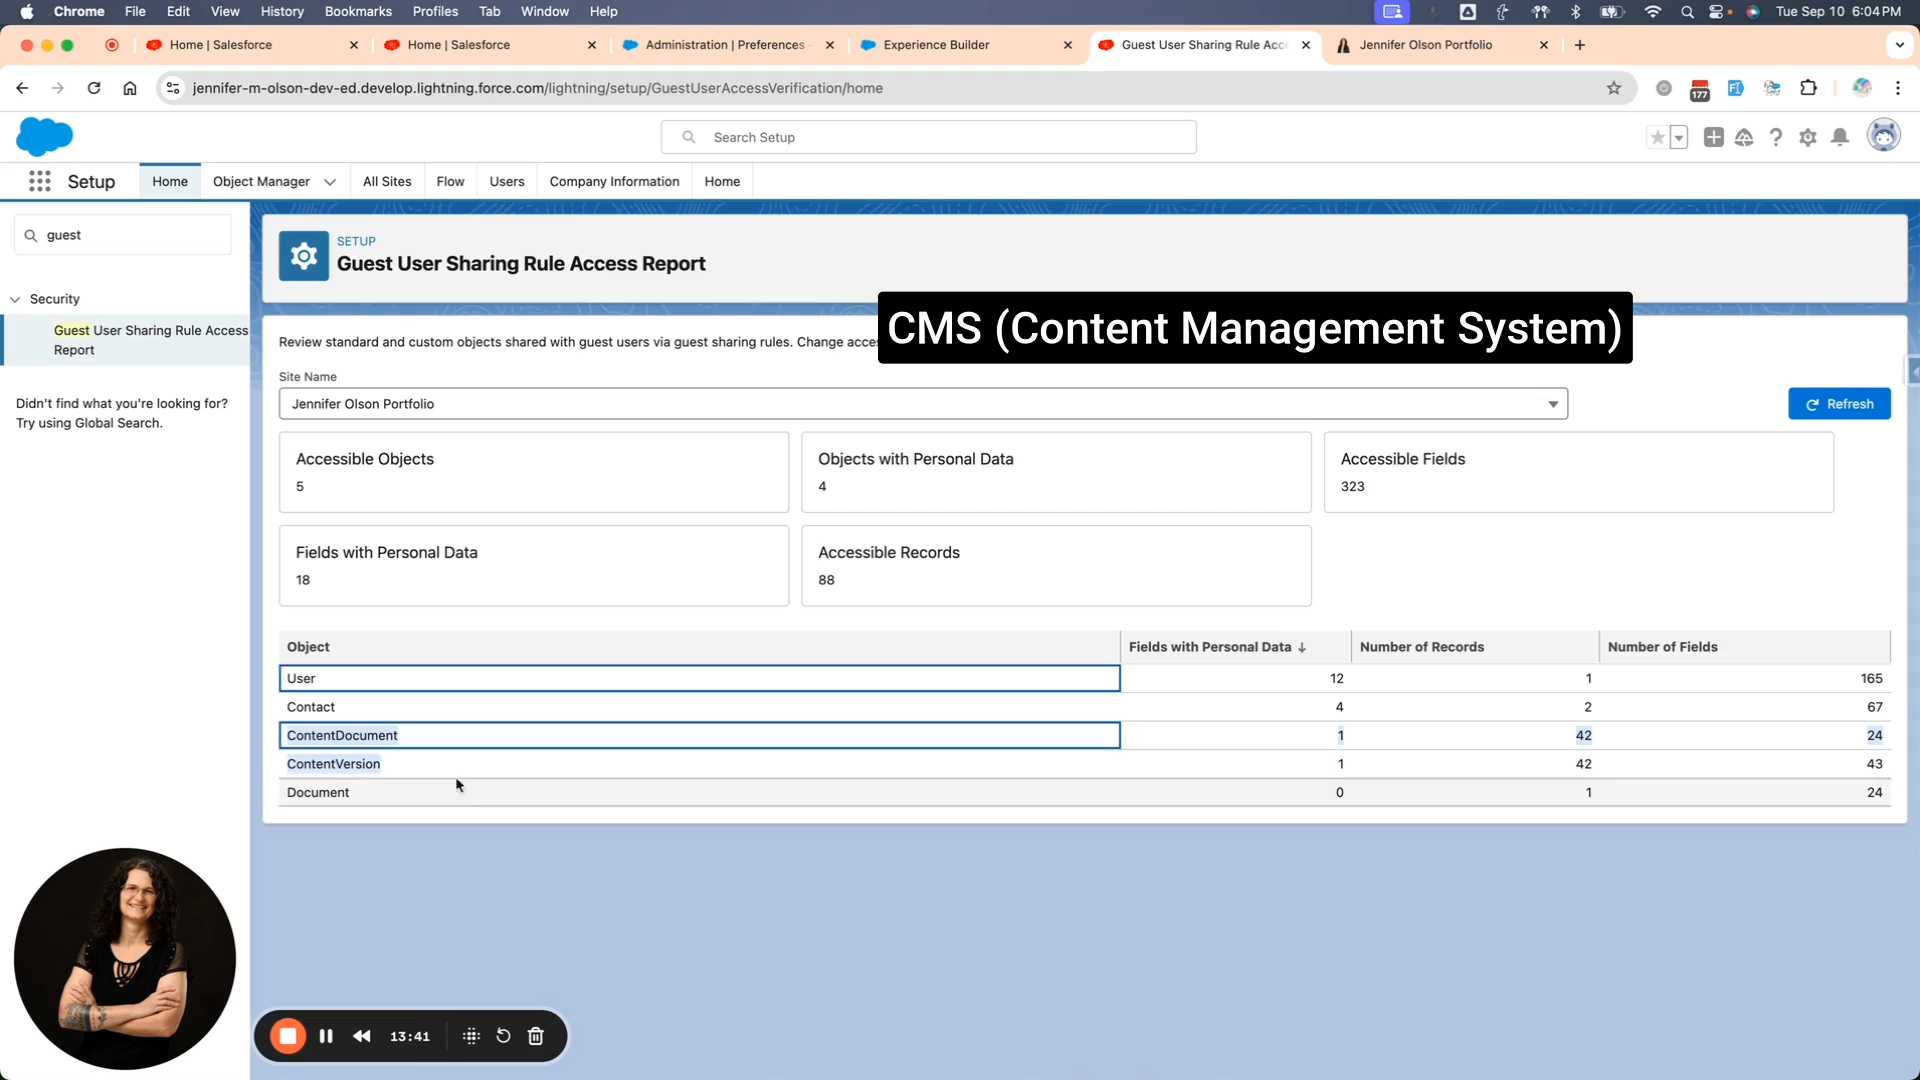 Chrome File Edit View History Bookmarks Profiles Tab Window Help Tue Sep 10 6:04 PM
Home | Salesforce Home | Salesforce Administration | Preferences Experience Builder Guest User Sharing Rule Acc Jennifer Olson Portfolio
jennifer-m-olson-dev-ed.develop.lightning.force.com/lightning/setup/GuestUserAccessVerification/home 177
Search Setup
Setup Home Object Manager All Sites Flow Users Company Information Home
guest
Security
Guest User Sharing Rule Access
Report
Didn't find what you're looking for?
Try using Global Search.
SETUP
Guest User Sharing Rule Access Report
CMS (Content Management System)
Review standard and custom objects shared with guest users via guest sharing rules. Change acce
Site Name
Jennifer Olson Portfolio Refresh
Accessible Objects
5
Objects with Personal Data
4
Accessible Fields
323
Fields with Personal Data
18
Accessible Records
88
Object Fields with Personal Data Number of Records Number of Fields
User 12 1 165
Contact 4 2 67
ContentDocument 1 42 24
ContentVersion 1 42 43
Document 0 1 24
13:41